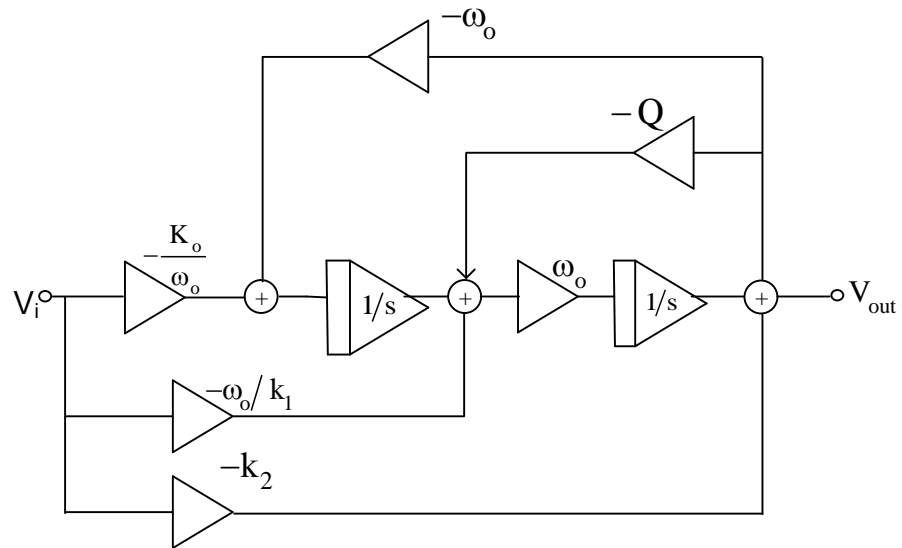 −ω_o
−Q
−K_o/ω_o
V_i
+
1/s
+
ω_o
1/s
+
V_out
−ω_o/k_1
−k_2